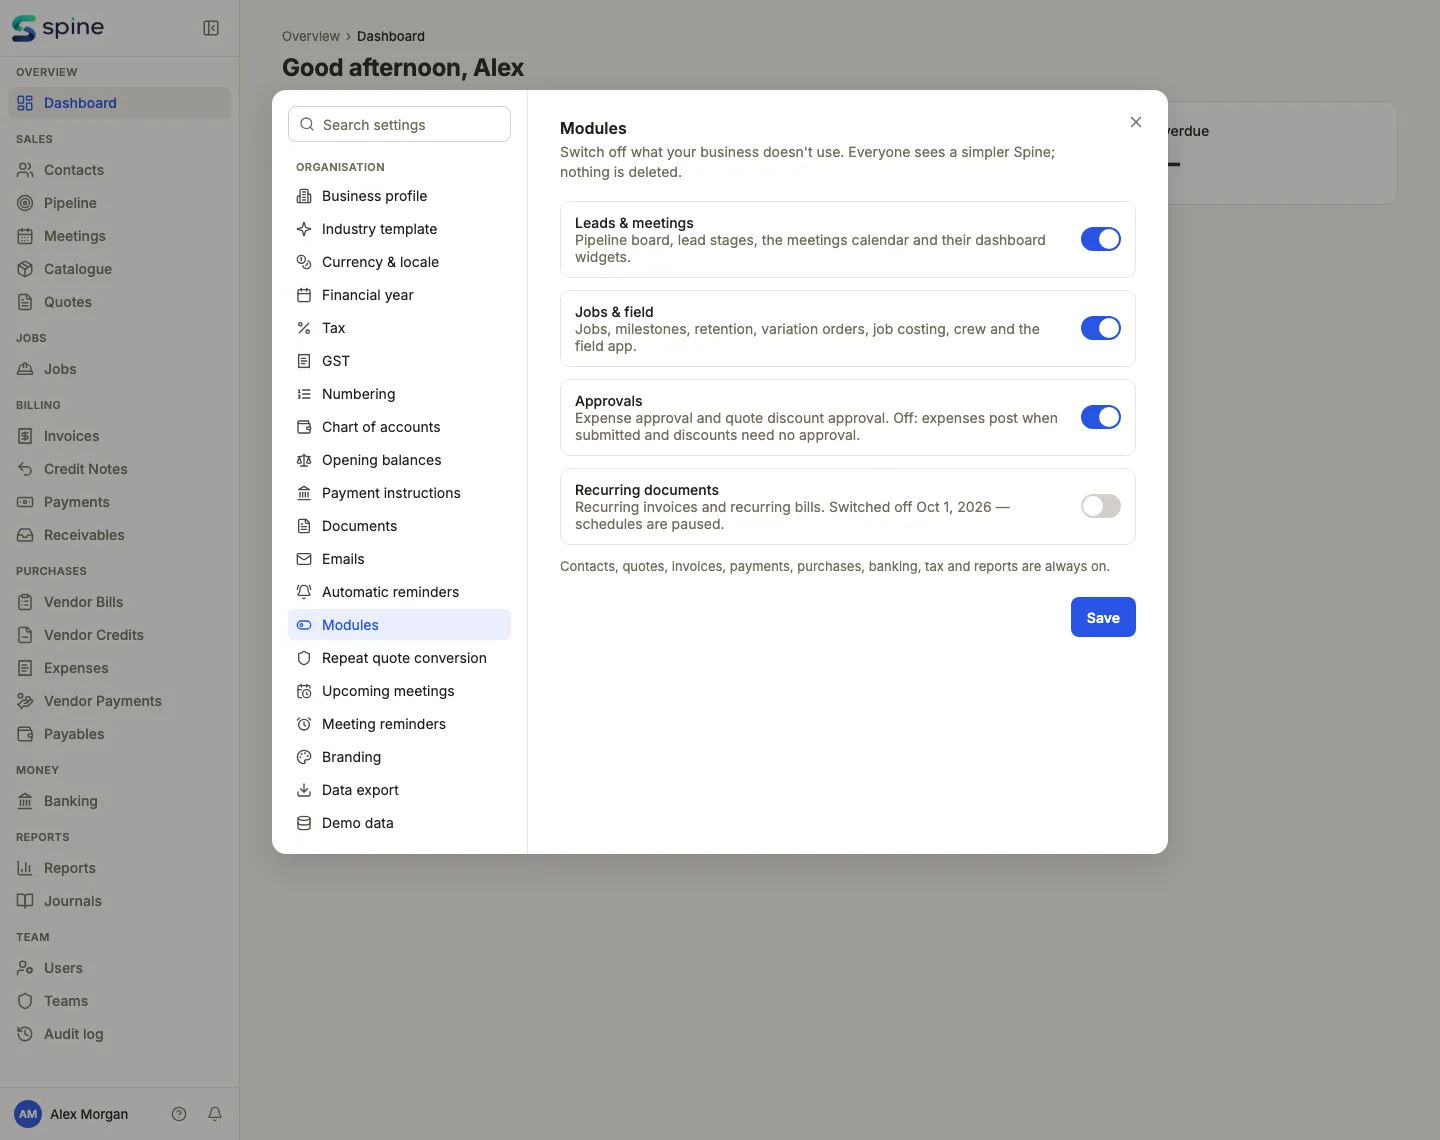 spine
OVERVIEW
Dashboard
SALES
Contacts
Pipeline
Meetings
Catalogue
Quotes
JOBS
Jobs
BILLING
Invoices
Credit Notes
Payments
Receivables
PURCHASES
Vendor Bills
Vendor Credits
Expenses
Vendor Payments
Payables
MONEY
Banking
REPORTS
Reports
Journals
TEAM
Users
Teams
Audit log
AM Alex Morgan
Overview › Dashboard
Good afternoon, Alex
verdue
Search settings
ORGANISATION
Business profile
Industry template
Currency & locale
Financial year
Tax
GST
Numbering
Chart of accounts
Opening balances
Payment instructions
Documents
Emails
Automatic reminders
Modules
Repeat quote conversion
Upcoming meetings
Meeting reminders
Branding
Data export
Demo data
Modules
Switch off what your business doesn't use. Everyone sees a simpler Spine;
nothing is deleted.
Leads & meetings
Pipeline board, lead stages, the meetings calendar and their dashboard
widgets.
Jobs & field
Jobs, milestones, retention, variation orders, job costing, crew and the
field app.
Approvals
Expense approval and quote discount approval. Off: expenses post when
submitted and discounts need no approval.
Recurring documents
Recurring invoices and recurring bills. Switched off Oct 1, 2026 —
schedules are paused.
Contacts, quotes, invoices, payments, purchases, banking, tax and reports are always on.
Save